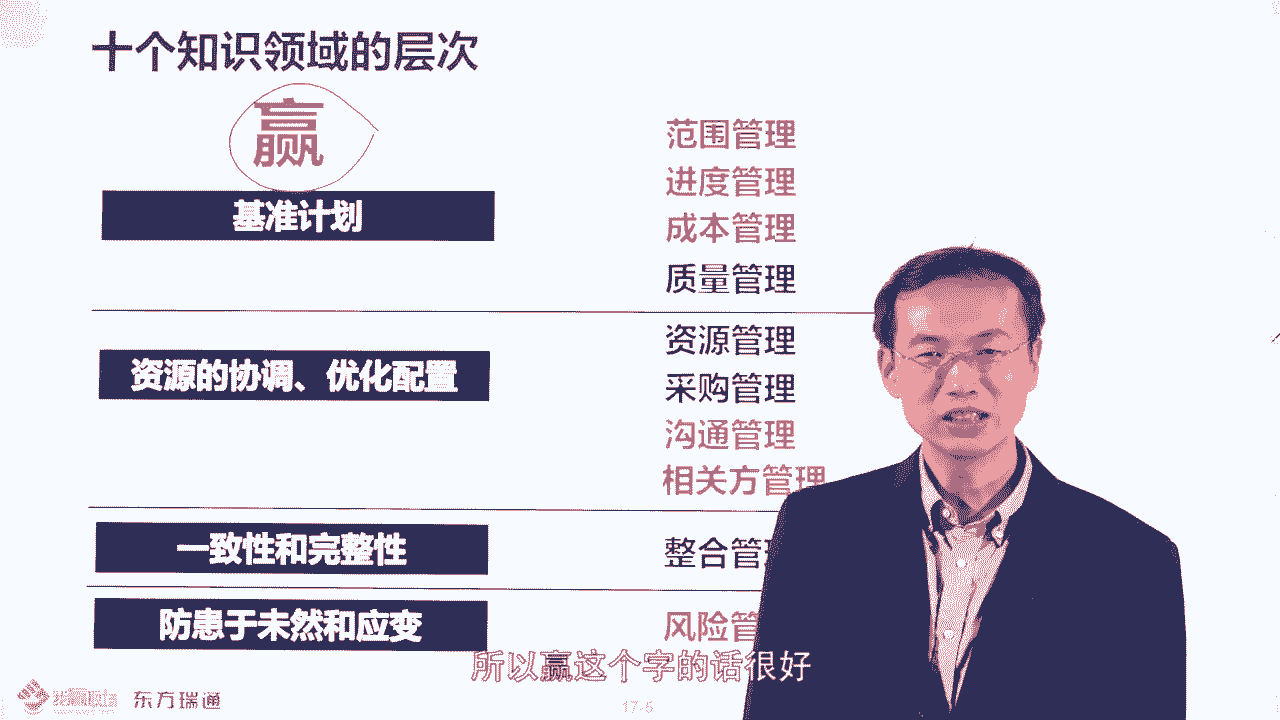 十个知识领域的层次
赢
范围管理
进度管理
成本管理
基准计划
质量管理
资源管理
采购管理
资源的协调、优化配置
沟通管理
相关方管理
一致性和完整性
整合管
防患于未然和应变
风险管
所以赢这个字的话很好
东方瑞通
17-5